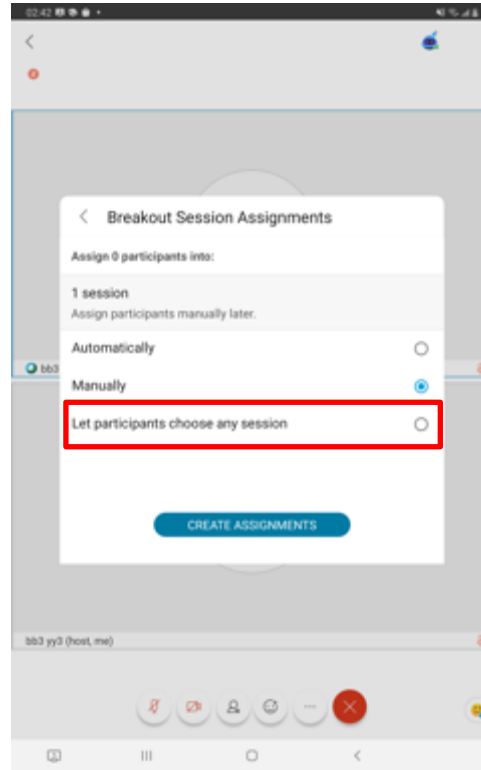 02:42
Breakout Session Assignments
Assign 0 participants into:
1 session
Assign participants manually later.
Automatically
bb3
Manually
Let participants choose any session
CREATE ASSIGNMENTS
bb3 yy3 (host, me)